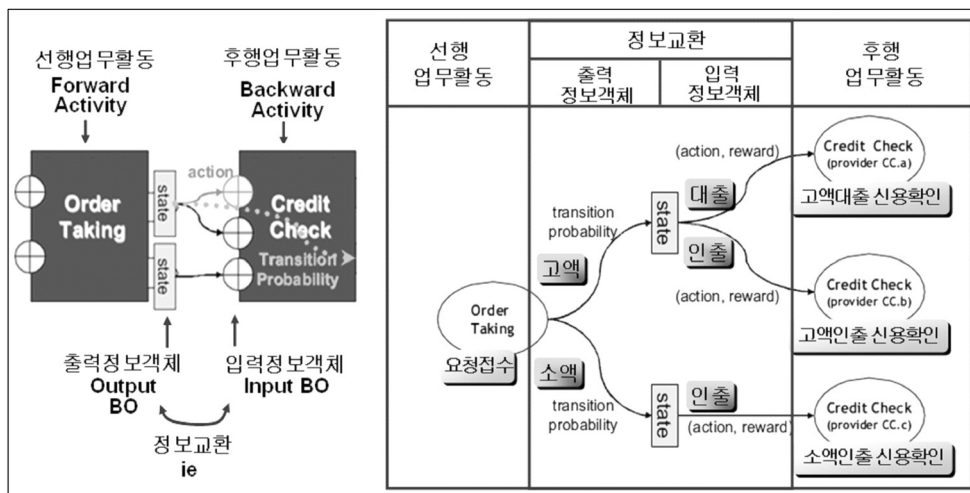 선행업무활동
Forward
Activity
후행업무활동
Backward
Activity
Order
Taking
state
state
action
Credit
Check
Transition
Probability
출력정보객체
Output
BO
입력정보객체
Input BO
정보교환
ie
선행
업무활동
정보교환
출력
정보객체
입력
정보객체
후행
업무활동
Order
Taking
요청접수
transition
probability
고액
소액
transition
probability
state
state
(action, reward)
대출
인출
(action, reward)
인출
(action, reward)
Credit Check
(provider CC.a)
고액대출 신용확인
Credit Check
(provider CC.b)
고액인출 신용확인
Credit Check
(provider CC.c)
소액인출 신용확인